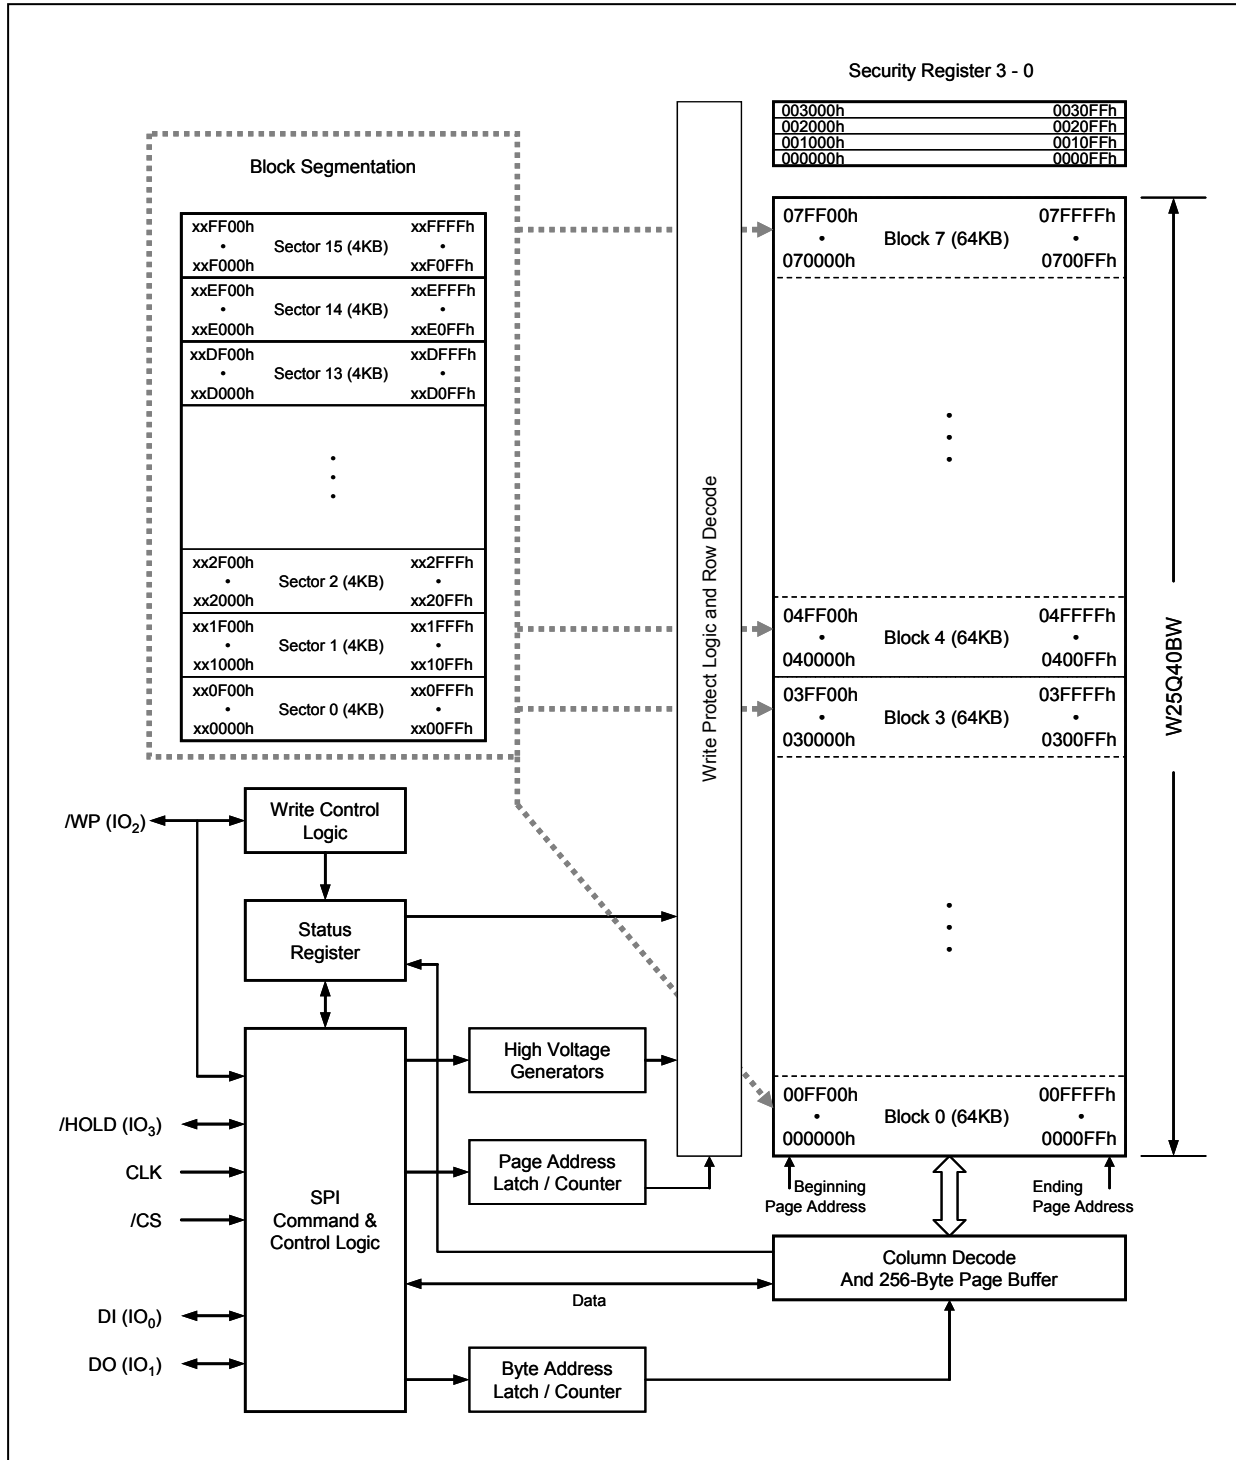 Security Register 3 - 0
003000h 0030FFh
002000h 0020FFh
001000h 0010FFh
000000h 0000FFh
Block Segmentation
xxFF00h xxFFFFh
Sector 15 (4KB)
xxF000h xxF0FFh
xxEF00h xxEFFFh
Sector 14 (4KB)
xxE000h xxE0FFh
xxDF00h xxDFFFh
Sector 13 (4KB)
xxD000h xxD0FFh
xx2F00h xx2FFFh
Sector 2 (4KB)
xx2000h xx20FFh
xx1F00h xx1FFFh
Sector 1 (4KB)
xx1000h xx10FFh
xx0F00h xx0FFFh
Sector 0 (4KB)
xx0000h xx00FFh
Write Protect Logic and Row Decode
07FF00h 07FFFFh
Block 7 (64KB)
070000h 0700FFh
04FF00h 04FFFFh
Block 4 (64KB)
040000h 0400FFh
03FF00h 03FFFFh
Block 3 (64KB)
030000h 0300FFh
00FF00h 00FFFFh
Block 0 (64KB)
000000h 0000FFh
W25Q40BW
Beginning
Page Address
Ending
Page Address
/WP (IO2)
Write Control
Logic
Status
Register
High Voltage
Generators
/HOLD (IO3)
CLK
/CS
DI (IO0)
DO (IO1)
SPI
Command &
Control Logic
Page Address
Latch / Counter
Column Decode
And 256-Byte Page Buffer
Data
Byte Address
Latch / Counter